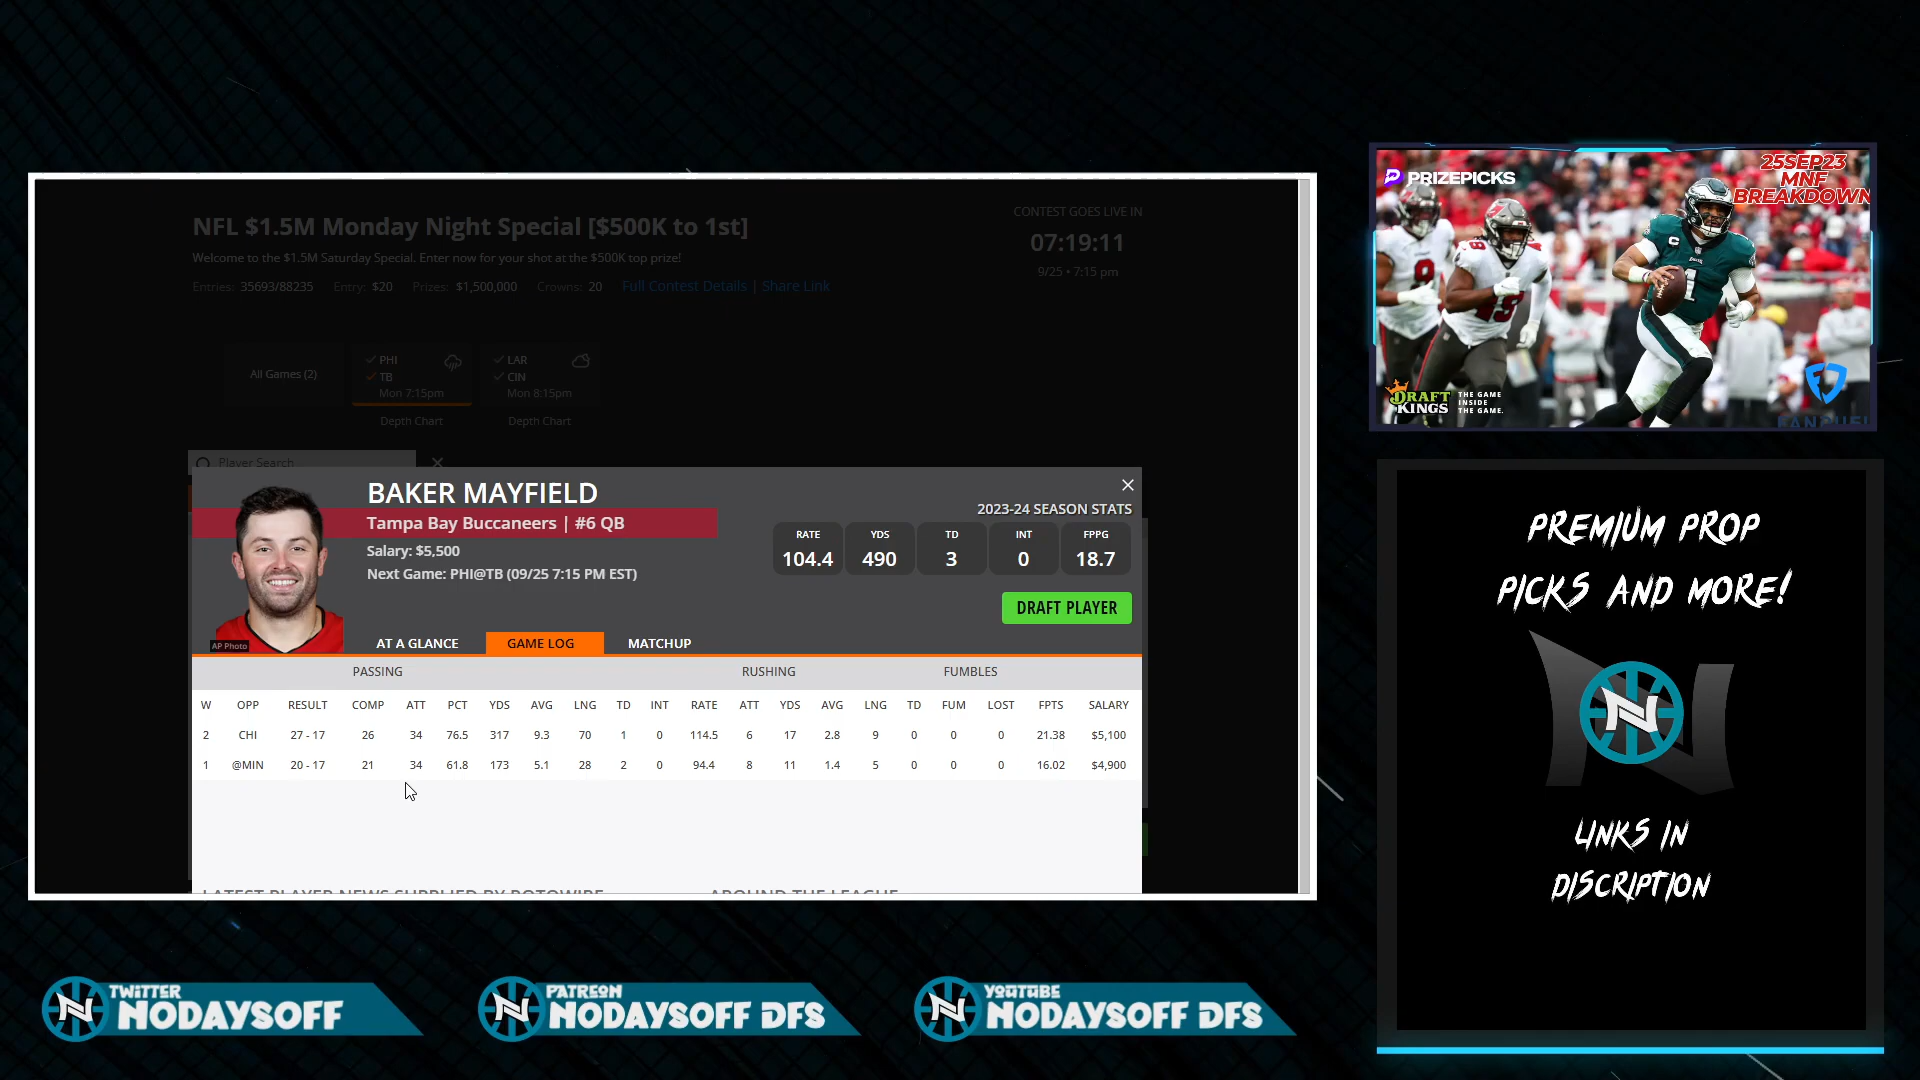 NFL $1.5M Monday Night Special [$500K to 1st]
Welcome to the $1.5M Saturday Special. Enter now for your shot at the $500K top prize!
Entries: 35693/88235 Entry: $20 Prizes: $1,500,000 Crowns: 20 Full Contest Details | Share Link
CONTEST GOES LIVE IN
07:19:11
9/25 • 7:15 pm
All Games (2)
PHI
TB
Mon 7:15pm
Depth Chart
LAR
CIN
Mon 8:15pm
Depth Chart
Player Search
BAKER MAYFIELD
Tampa Bay Buccaneers | #6 QB
Salary: $5,500
Next Game: PHI@TB (09/25 7:15 PM EST)
AP Photo
2023-24 SEASON STATS
RATE YDS TD INT FPPG
104.4 490 3 0 18.7
DRAFT PLAYER
AT A GLANCE GAME LOG MATCHUP
PASSING RUSHING FUMBLES
W OPP RESULT COMP ATT PCT YDS AVG LNG TD INT RATE ATT YDS AVG LNG TD FUM LOST FPTS SALARY
2 CHI 27 - 17 26 34 76.5 317 9.3 70 1 0 114.5 6 17 2.8 9 0 0 0 21.38 $5,100
1 @MIN 20 - 17 21 34 61.8 173 5.1 28 2 0 94.4 8 11 1.4 5 0 0 0 16.02 $4,900
LATEST PLAYER NEWS SUPPLIED BY ROTOWIRE AROUND THE LEAGUE
PRIZEPICKS
25SEP23
MNF
BREAKDOWN
DRAFT
KINGS
THE GAME
INSIDE
THE GAME.
FANDUEL
PREMIUM PROP
PICKS AND MORE!
LINKS IN
DISCRIPTION
TWITTER
NODAYSOFF
PATREON
NODAYSOFF DFS
YOUTUBE
NODAYSOFF DFS